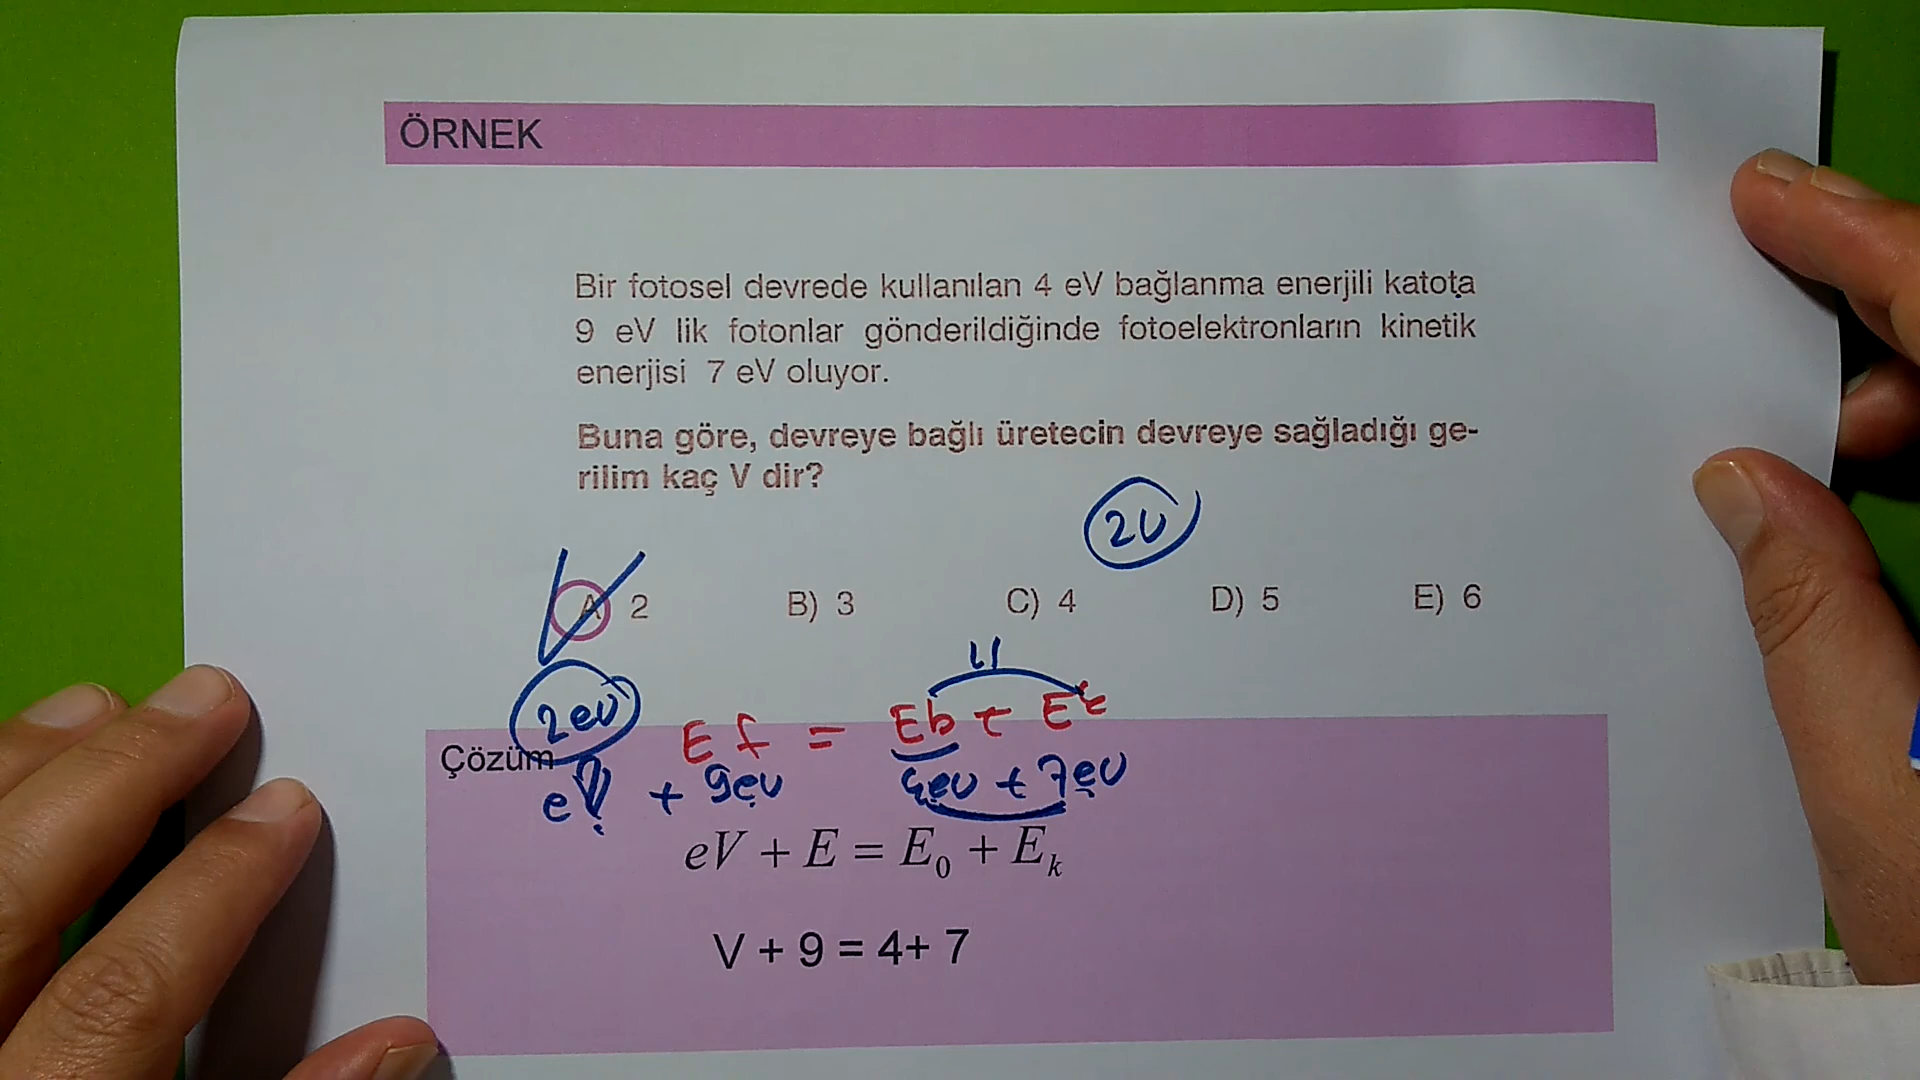 ÖRNEK
Bir fotosel devrede kullanılan 4 eV bağlanma enerjili katota
9 eV lik fotonlar gönderildiğinde fotoelektronların kinetik
enerjisi 7 eV oluyor.
Buna göre, devreye bağlı üretecin devreye sağladığı ge-
rilim kaç V dir?
2V
A) 2 B) 3 C) 4 D) 5 E) 6
11
2eV Ef = Eb + Ek
Çözüm
eV + 9eV 4eV + 7eV
eV + E = E₀ + Eₖ
V + 9 = 4+ 7